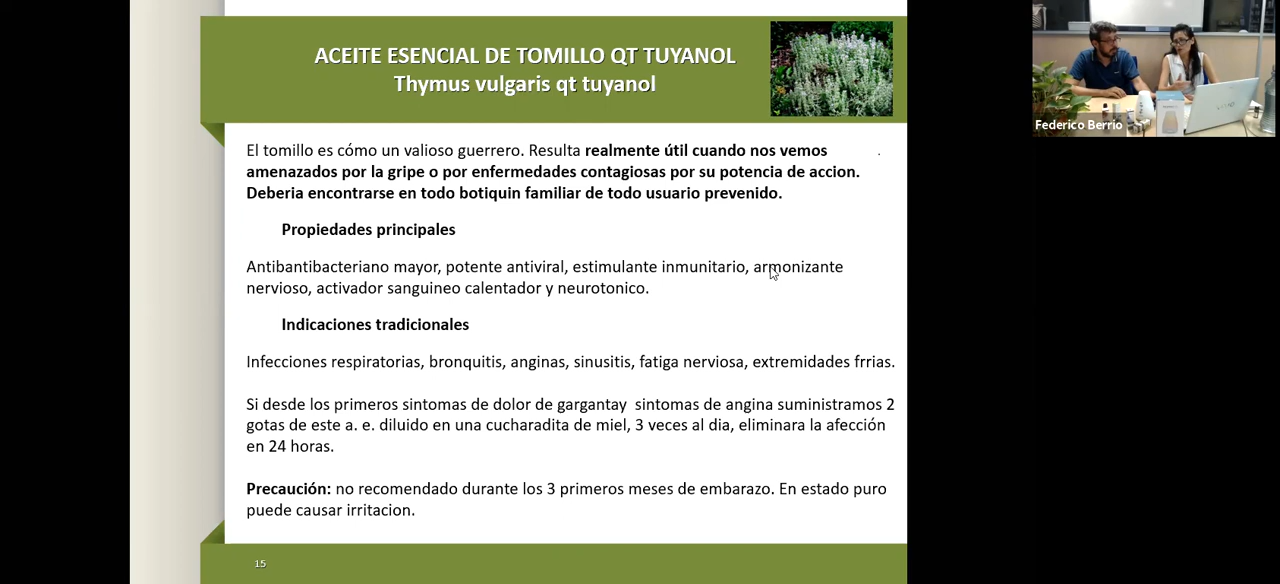 ACEITE ESENCIAL DE TOMILLO QT TUYANOL
Thymus vulgaris qt tuyanol
El tomillo es cómo un valioso guerrero. Resulta realmente útil cuando nos vemos
amenazados por la gripe o por enfermedades contagiosas por su potencia de accion.
Deberia encontrarse en todo botiquin familiar de todo usuario prevenido.
Propiedades principales
Antibantibacteriano mayor, potente antiviral, estimulante inmunitario, armonizante
nervioso, activador sanguineo calentador y neurotonico.
Indicaciones tradicionales
Infecciones respiratorias, bronquitis, anginas, sinusitis, fatiga nerviosa, extremidades frrias.
Si desde los primeros sintomas de dolor de gargantay sintomas de angina suministramos 2
gotas de este a. e. diluido en una cucharadita de miel, 3 veces al dia, eliminara la afección
en 24 horas.
Precaución: no recomendado durante los 3 primeros meses de embarazo. En estado puro
puede causar irritacion.
15
Federico Berrio